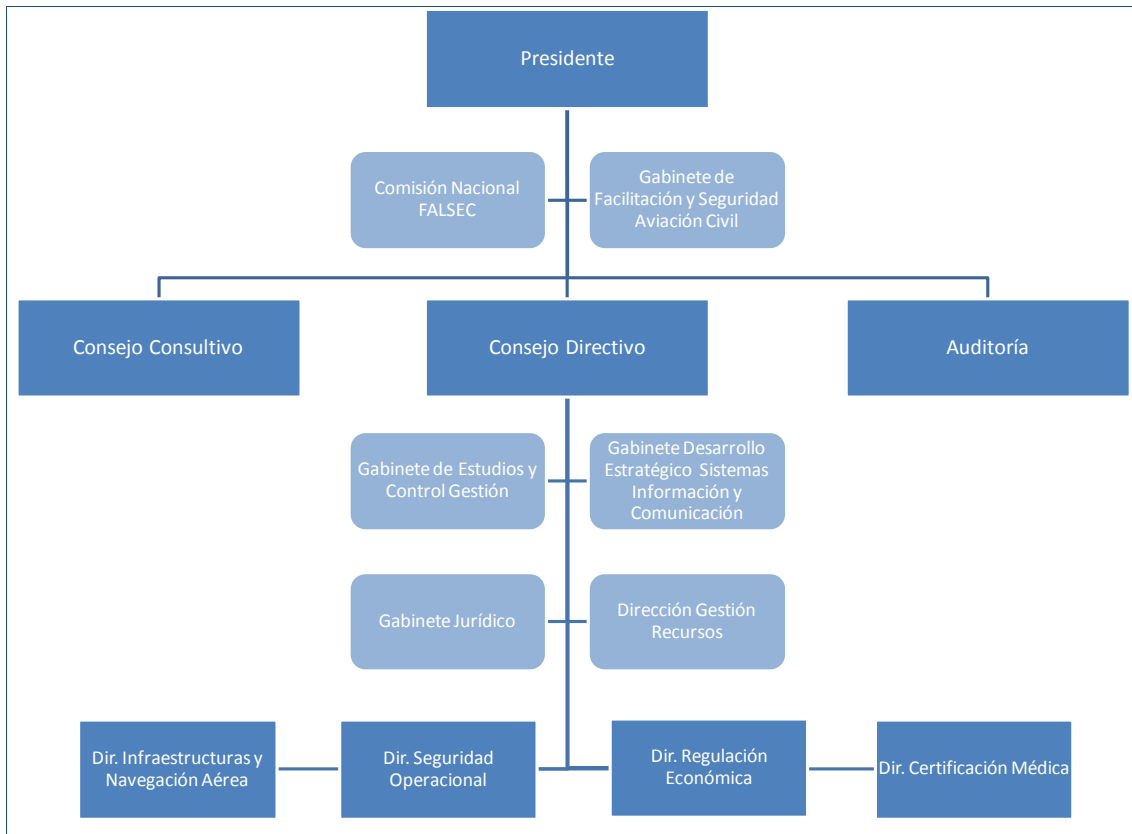 Presidente
Comisión Nacional
FALSEC
Gabinete de
Facilitación y Seguridad
Aviación Civil
Consejo Consultivo
Consejo Directivo
Auditoría
Gabinete de Estudios y
Control Gestión
Gabinete Desarrollo
Estratégico Sistemas
Información y
Comunicación
Gabinete Jurídico
Dirección Gestión
Recursos
Dir. Infraestructuras y
Navegación Aérea
Dir. Seguridad
Operacional
Dir. Regulación
Económica
Dir. Certificación Médica